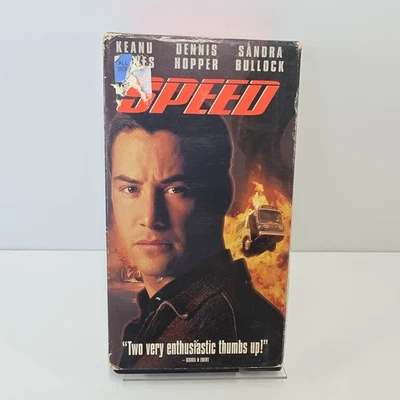 KEANU DENNIS SANDRA
HOPPER BULLOCK
SPEED
"Two very enthusiastic thumbs up!"